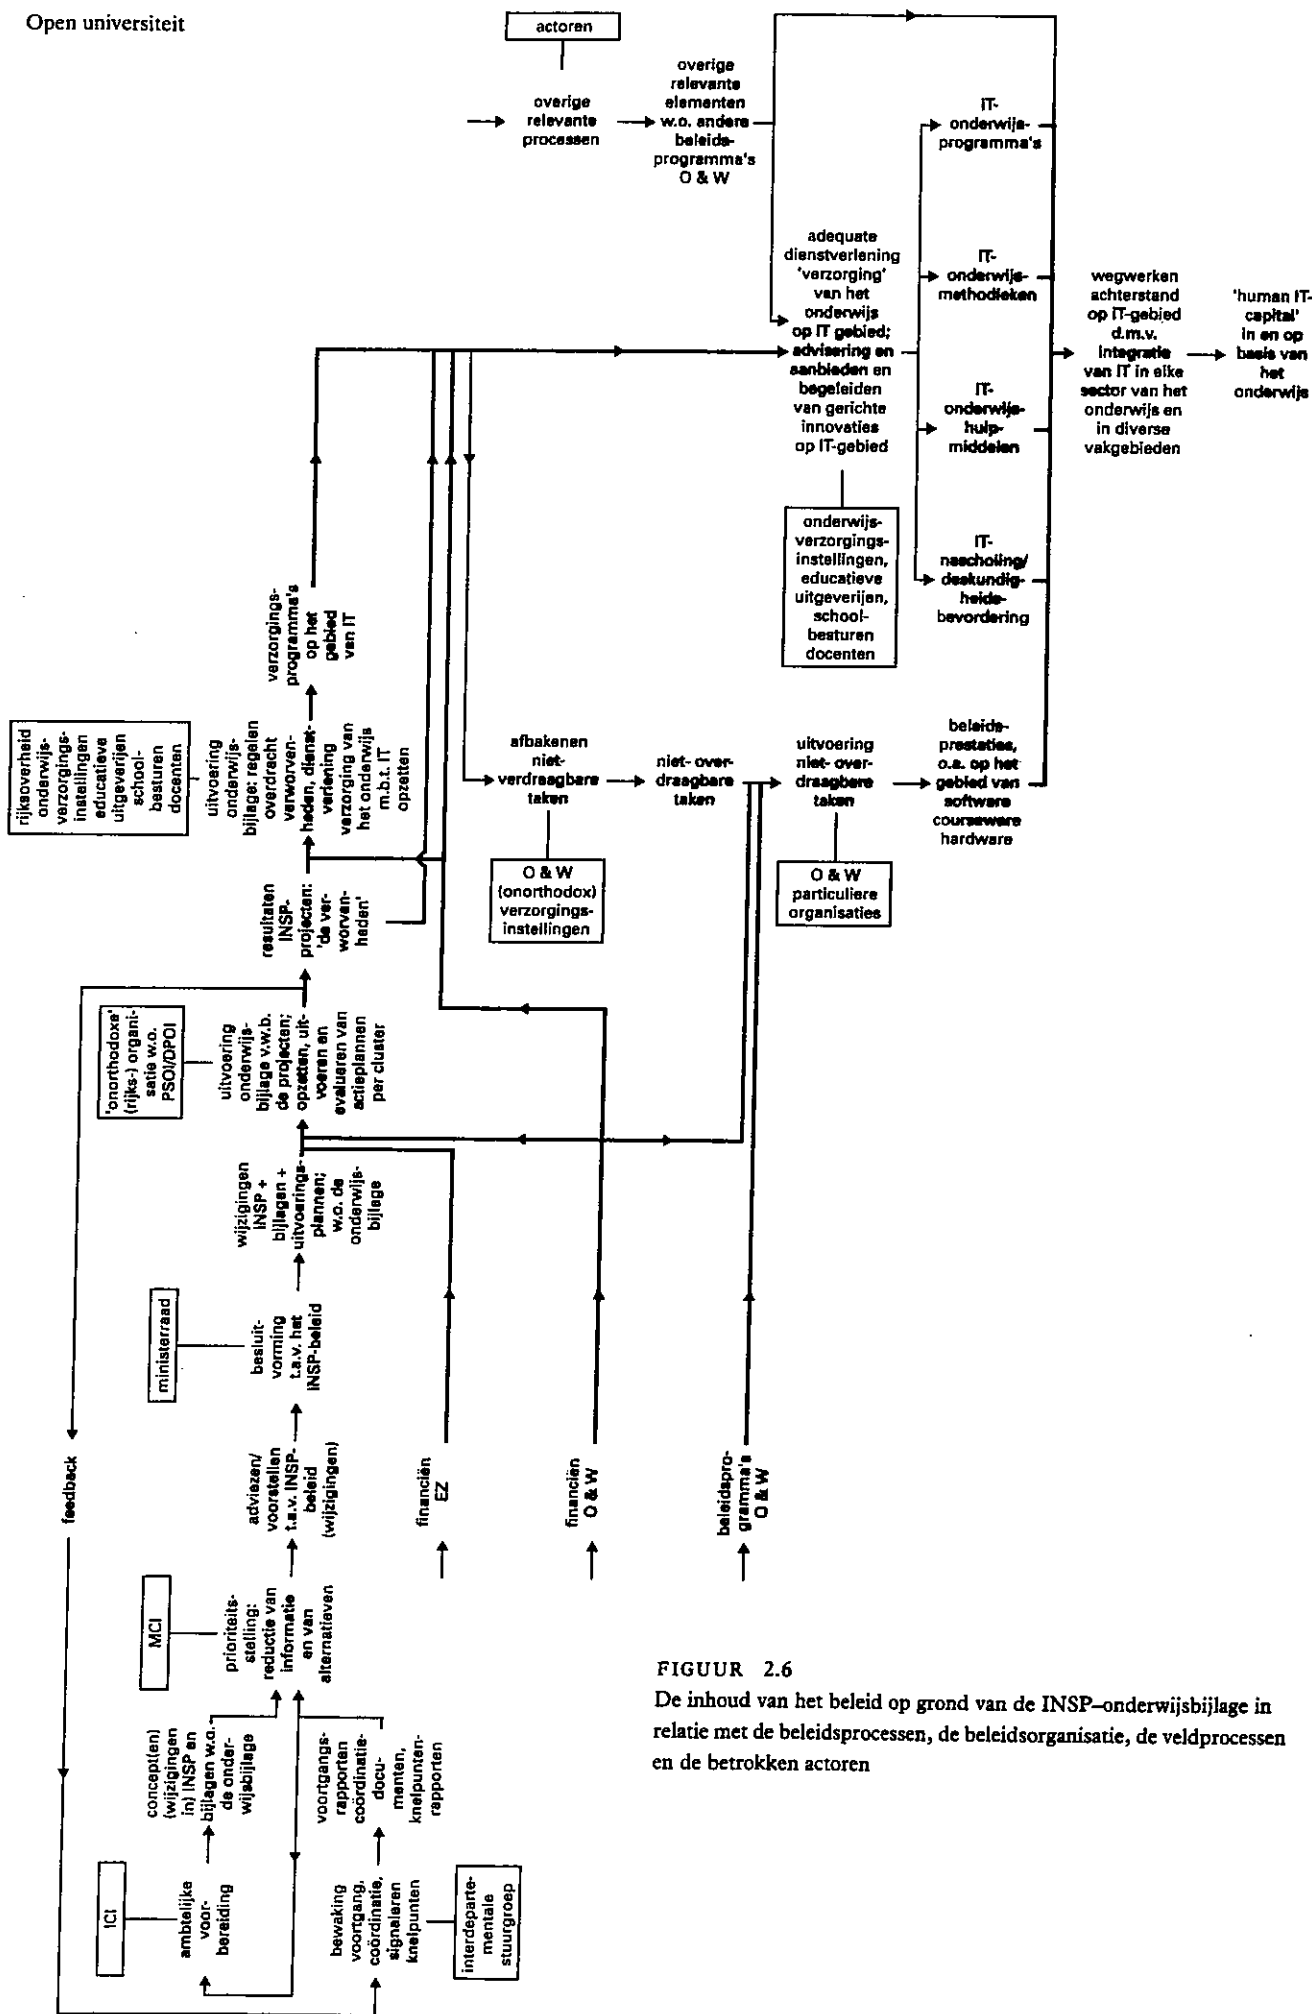 Open universiteit
actoren
overige
relevante
processen
overige
relevante
elementen
w.o. andere
beleids-
programma's
O & W
IT-
onderwijs-
programma's
adequate
dienstverlening
'verzorging'
van het
onderwijs
op IT gebied;
advisering en
aanbieden en
begeleiden
van gerichte
innovaties
op IT-gebied
IT-
onderwijs-
methodieken
wegwerken
achterstand
op IT-gebied
d.m.v.
integratie
van IT in elke
sector van het
onderwijs en
in diverse
vakgebieden
'human IT-
capital'
in en op
basis van
het
onderwijs
IT-
onderwijs-
hulp-
middelen
onderwijs-
verzorgings-
instellingen,
educatieve
uitgeverijen,
school-
besturen
docenten
IT-
nascholing/
deskundig-
heids-
bevordering
verzorgings-
programma's
op het
gebied
van IT
rijksoverheid
onderwijs-
verzorgings-
instellingen
educatieve
uitgeverijen
school-
besturen
docenten
uitvoering
onderwijs-
bijlage: regelen
overdracht
verworven-
heden, dienst-
verlening
verzorging van
het onderwijs
m.b.t. IT
opzetten
afbakenen
niet-
verdraagbare
taken
niet- over-
draagbare
taken
uitvoering
niet-over-
draagbare
taken
beleids-
prestaties,
o.a. op het
gebied van
software
courseware
hardware
O & W
(onorthodox)
verzorgings-
instellingen
O & W
particuliere
organisaties
resultaten
INSP-
projecten:
'de ver-
worven-
heden'
'onorthodoxe'
(rijks-) organi-
satie w.o.
PSOI/DPOI
uitvoering
onderwijs-
bijlage v.w.b.
de projecten;
opzetten, uit-
voeren en
evalueren van
actieplannen
per cluster
wijzigingen
INSP +
bijlagen +
uitvoerings-
plannen;
w.o. de
onderwijs-
bijlage
ministerraad
besluit-
vorming
t.a.v. het
INSP-beleid
feedback
adviezen/
voorstellen
t.a.v. INSP-
beleid
(wijzigingen)
financiën
EZ
financiën
O & W
beleidspro-
gramma's
O & W
MCI
prioriteits-
stelling:
reductie van
informatie
en van
alternatieven
concept(en)
(wijzigingen
in) INSP en
bijlagen w.o.
de onder-
wijsbijlage
voortgangs-
rapporten
coördinatie-
docu-
menten,
knelpunten-
rapporten
ICI
ambtelijke
voor-
bereiding
bewaking
voortgang,
coördinatie,
signaleren
knelpunten
interdeparte-
mentale
stuurgroep
FIGUUR 2.6
De inhoud van het beleid op grond van de INSP–onderwijsbijlage in
relatie met de beleidsprocessen, de beleidsorganisatie, de veldprocessen
en de betrokken actoren